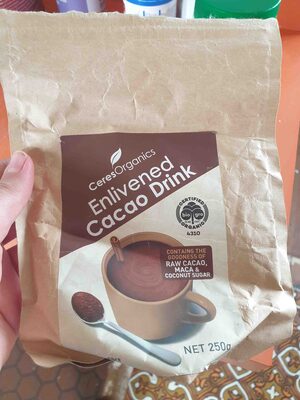 CeresOrganics
Enlivened
Cacao Drink
CERTIFIED
ORGANIC
4350
CONTAINS THE
GOODNESS OF
RAW CACAO,
MACA &
COCONUT SUGAR
NET 250g